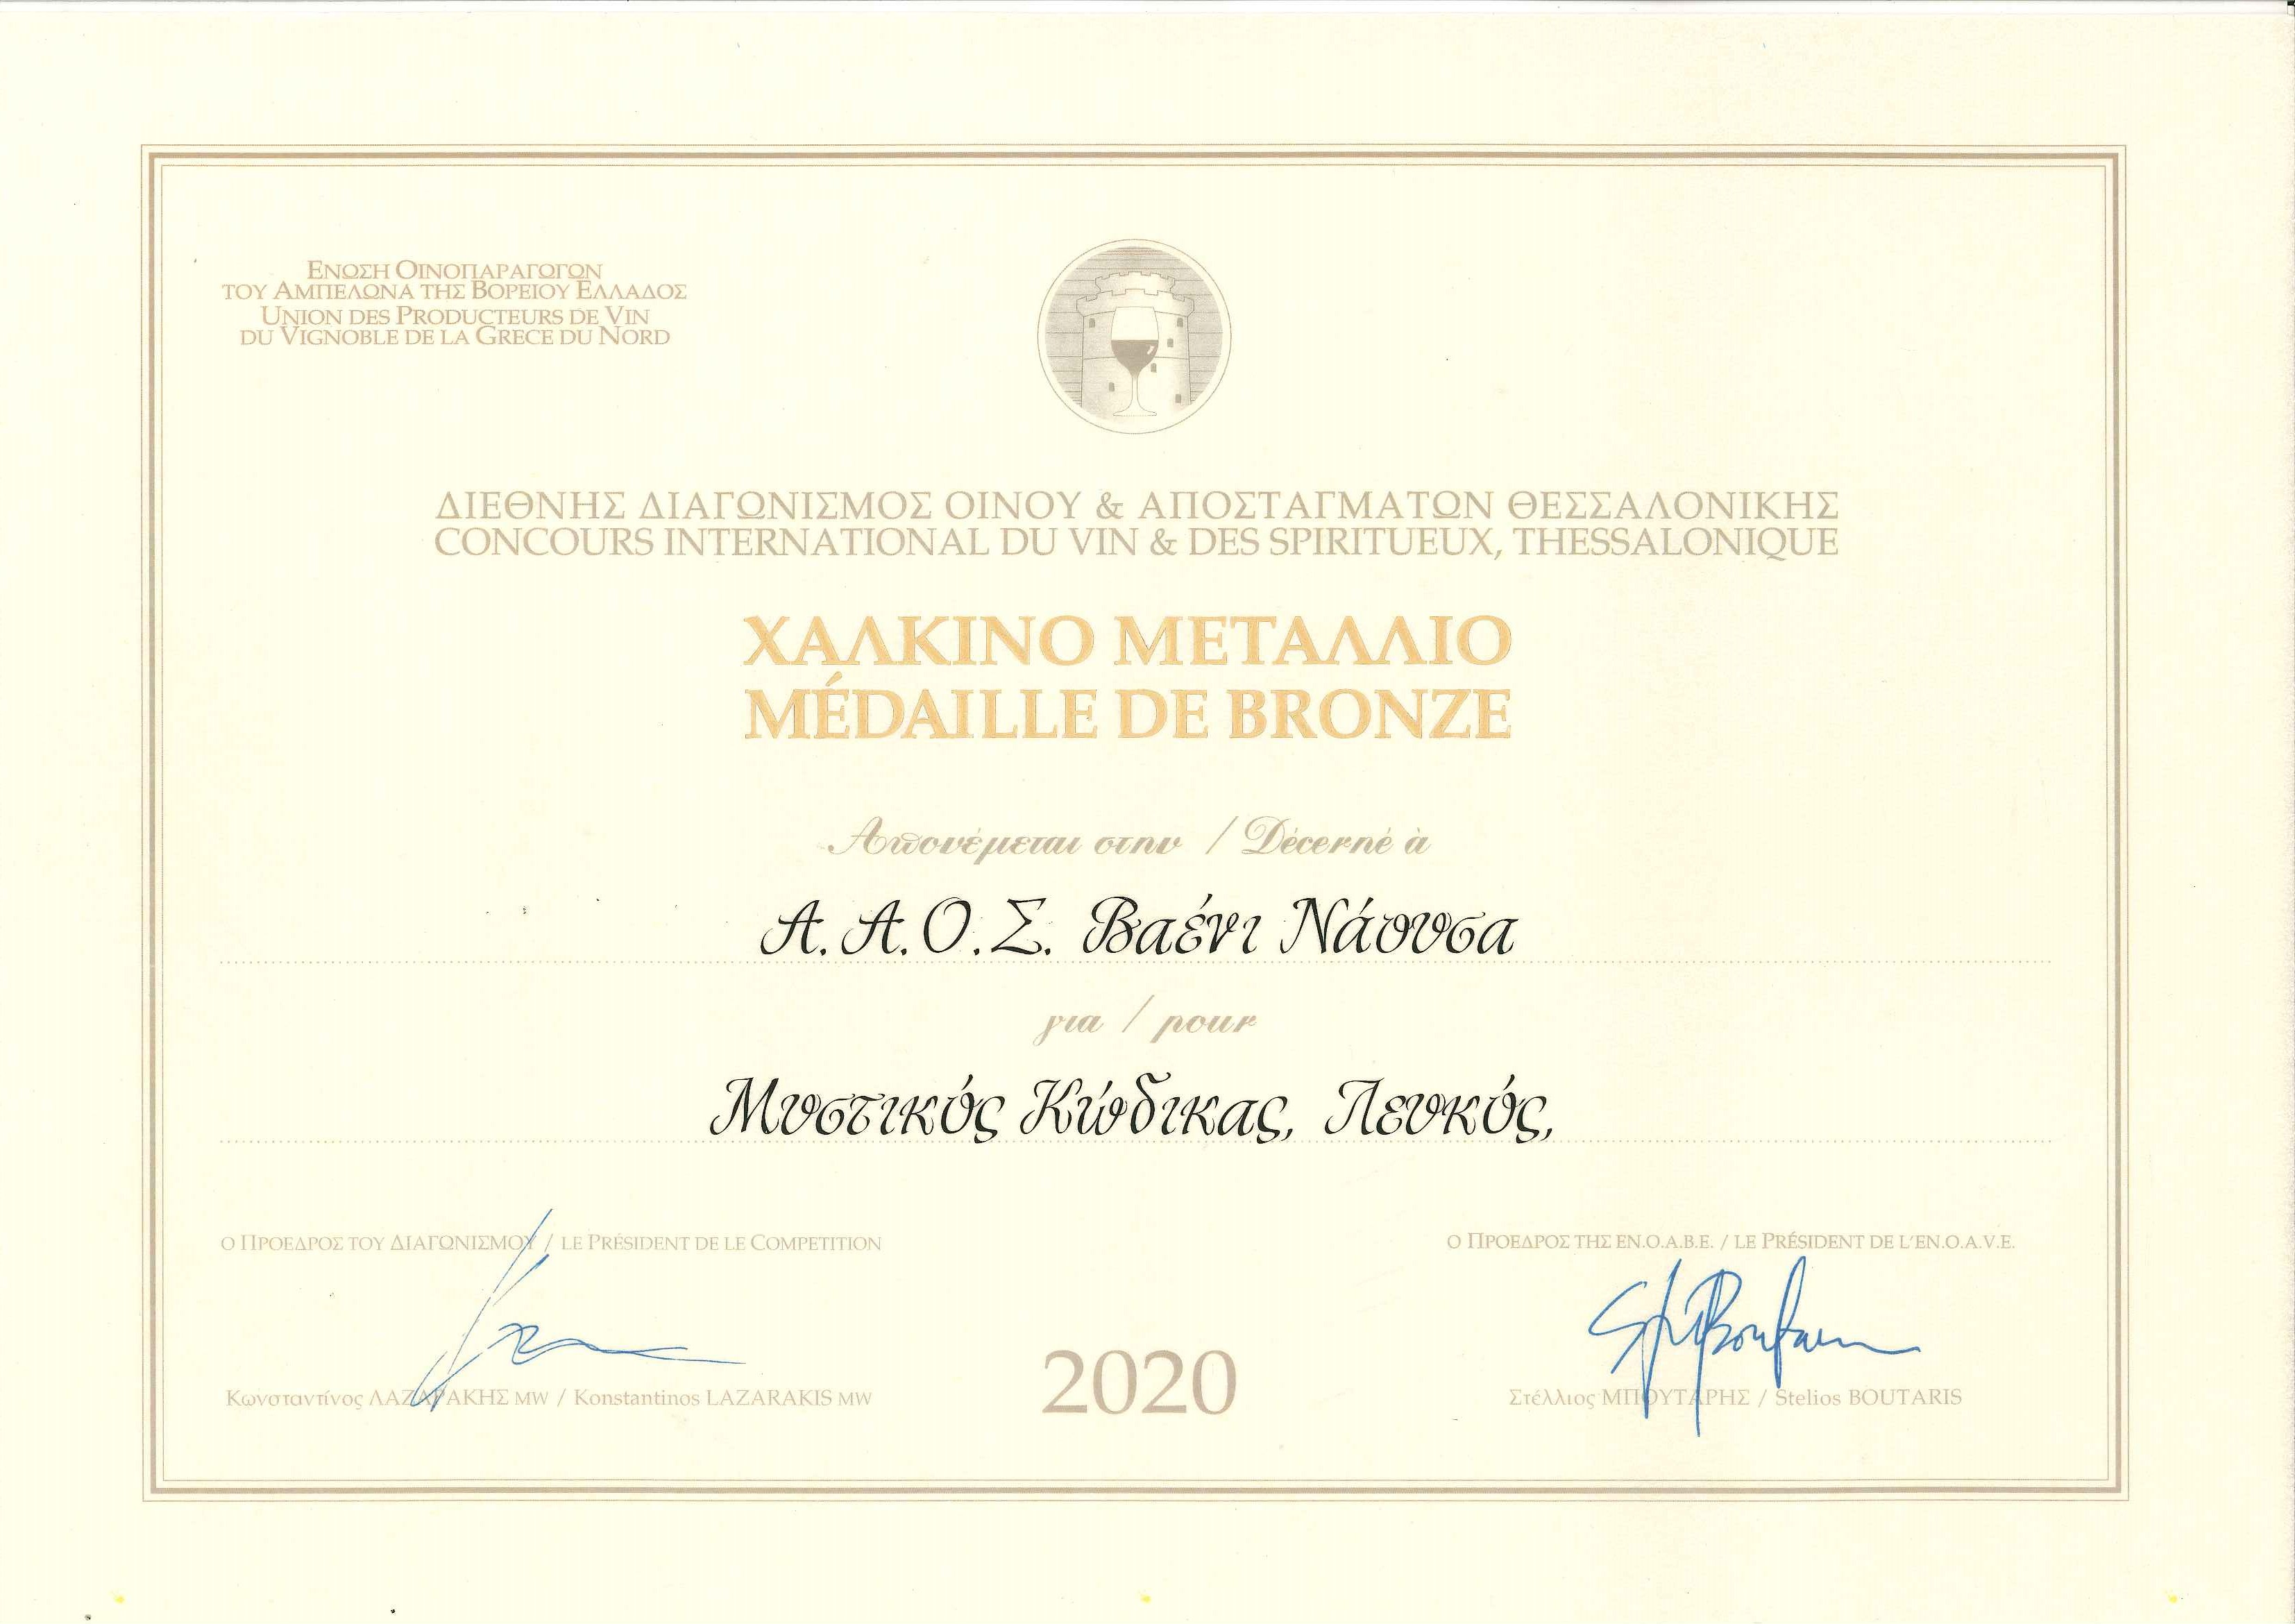 ΕΝΩΣΗ ΟΙΝΟΠΑΡΑΓΩΓΩΝ
ΤΟΥ ΑΜΠΕΛΩΝΑ ΤΗΣ ΒΟΡΕΙΟΥ ΕΛΛΑΔΟΣ
UNION DES PRODUCTEURS DE VIN
DU VIGNOBLE DE LA GRECE DU NORD
ΔΙΕΘΝΗΣ ΔΙΑΓΩΝΙΣΜΟΣ ΟΙΝΟΥ & ΑΠΟΣΤΑΓΜΑΤΩΝ ΘΕΣΣΑΛΟΝΙΚΗΣ
CONCOURS INTERNATIONAL DU VIN & DES SPIRITUEUX, THESSALONIQUE
ΧΑΛΚΙΝΟ ΜΕΤΑΛΛΙΟ
MÉDAILLE DE BRONZE
Απονέμεται στην / Décerné à
Α.Α.Ο.Σ. Βαένι Νάουσα
για / pour
Μυστικός Κώδικας, Λευκός,
Ο ΠΡΟΕΔΡΟΣ ΤΟΥ ΔΙΑΓΩΝΙΣΜΟΥ / LE PRÉSIDENT DE LE COMPETITION
Ο ΠΡΟΕΔΡΟΣ ΤΗΣ ΕΝ.Ο.Α.Β.Ε. / LE PRÉSIDENT DE L'EN.O.A.V.E.
Κωνσταντίνος ΛΑΖΑΡΑΚΗΣ MW / Konstantinos LAZARAKIS MW
2020
Στέλλιος ΜΠΟΥΤΑΡΗΣ / Stelios BOUTARIS